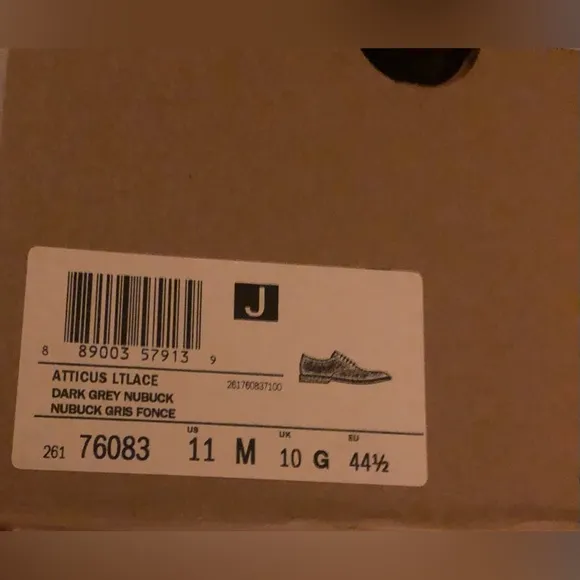 J
8 89003 57913 9
ATTICUS LTLACE
261760837100
DARK GREY NUBUCK
NUBUCK GRIS FONCE
US UK EU
261 76083 11 M 10 G 44½